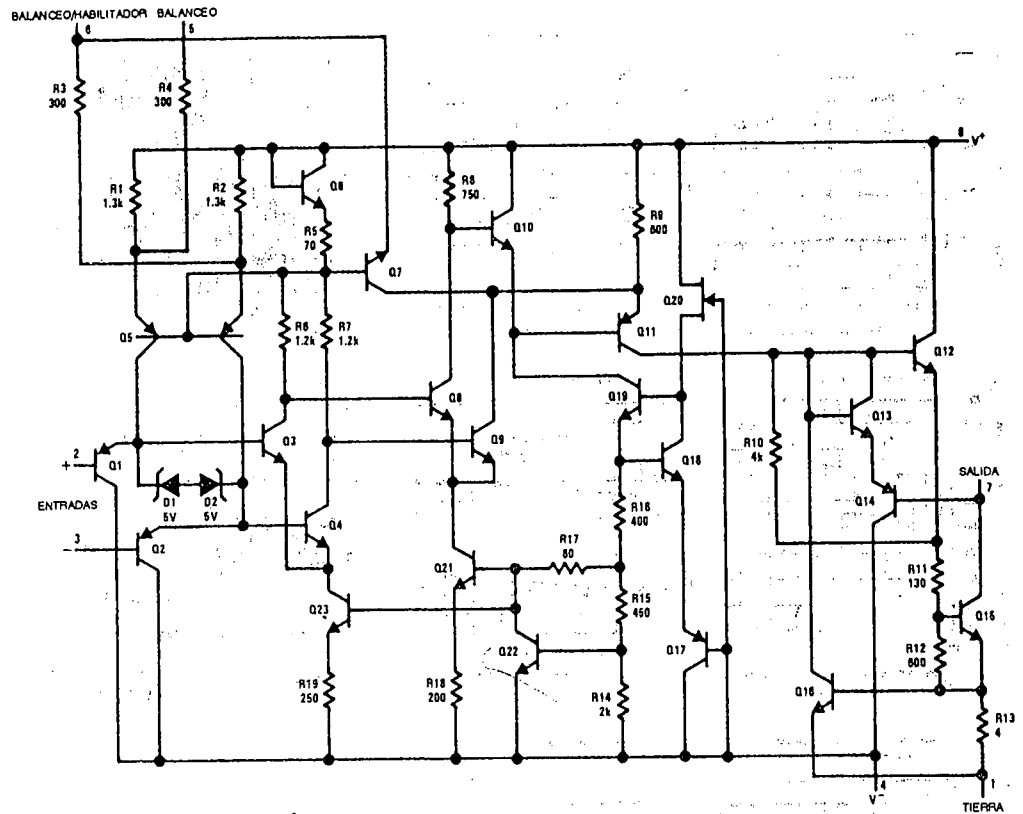 BALANCEO/HABILITADOR BALANCEO
6 5
R3
300
R4
300
8
V+
R1
1.3k
R2
1.3k
Q8
R5
70
R8
750
Q10
R9
600
Q7
Q20
Q5
R6
1.2k
R7
1.2k
Q11
Q12
Q8
Q19
Q13
Q3
Q9
Q18
R10
4k
2
+
Q1
SALIDA
7
D1
5V
D2
5V
ENTRADAS
Q14
Q4
R16
400
3
-
Q2
R17
60
Q21
R11
130
Q23
R15
450
Q15
Q22
Q17
R12
600
R19
250
R18
200
R14
2k
Q16
R13
4
4
V-
1
TIERRA